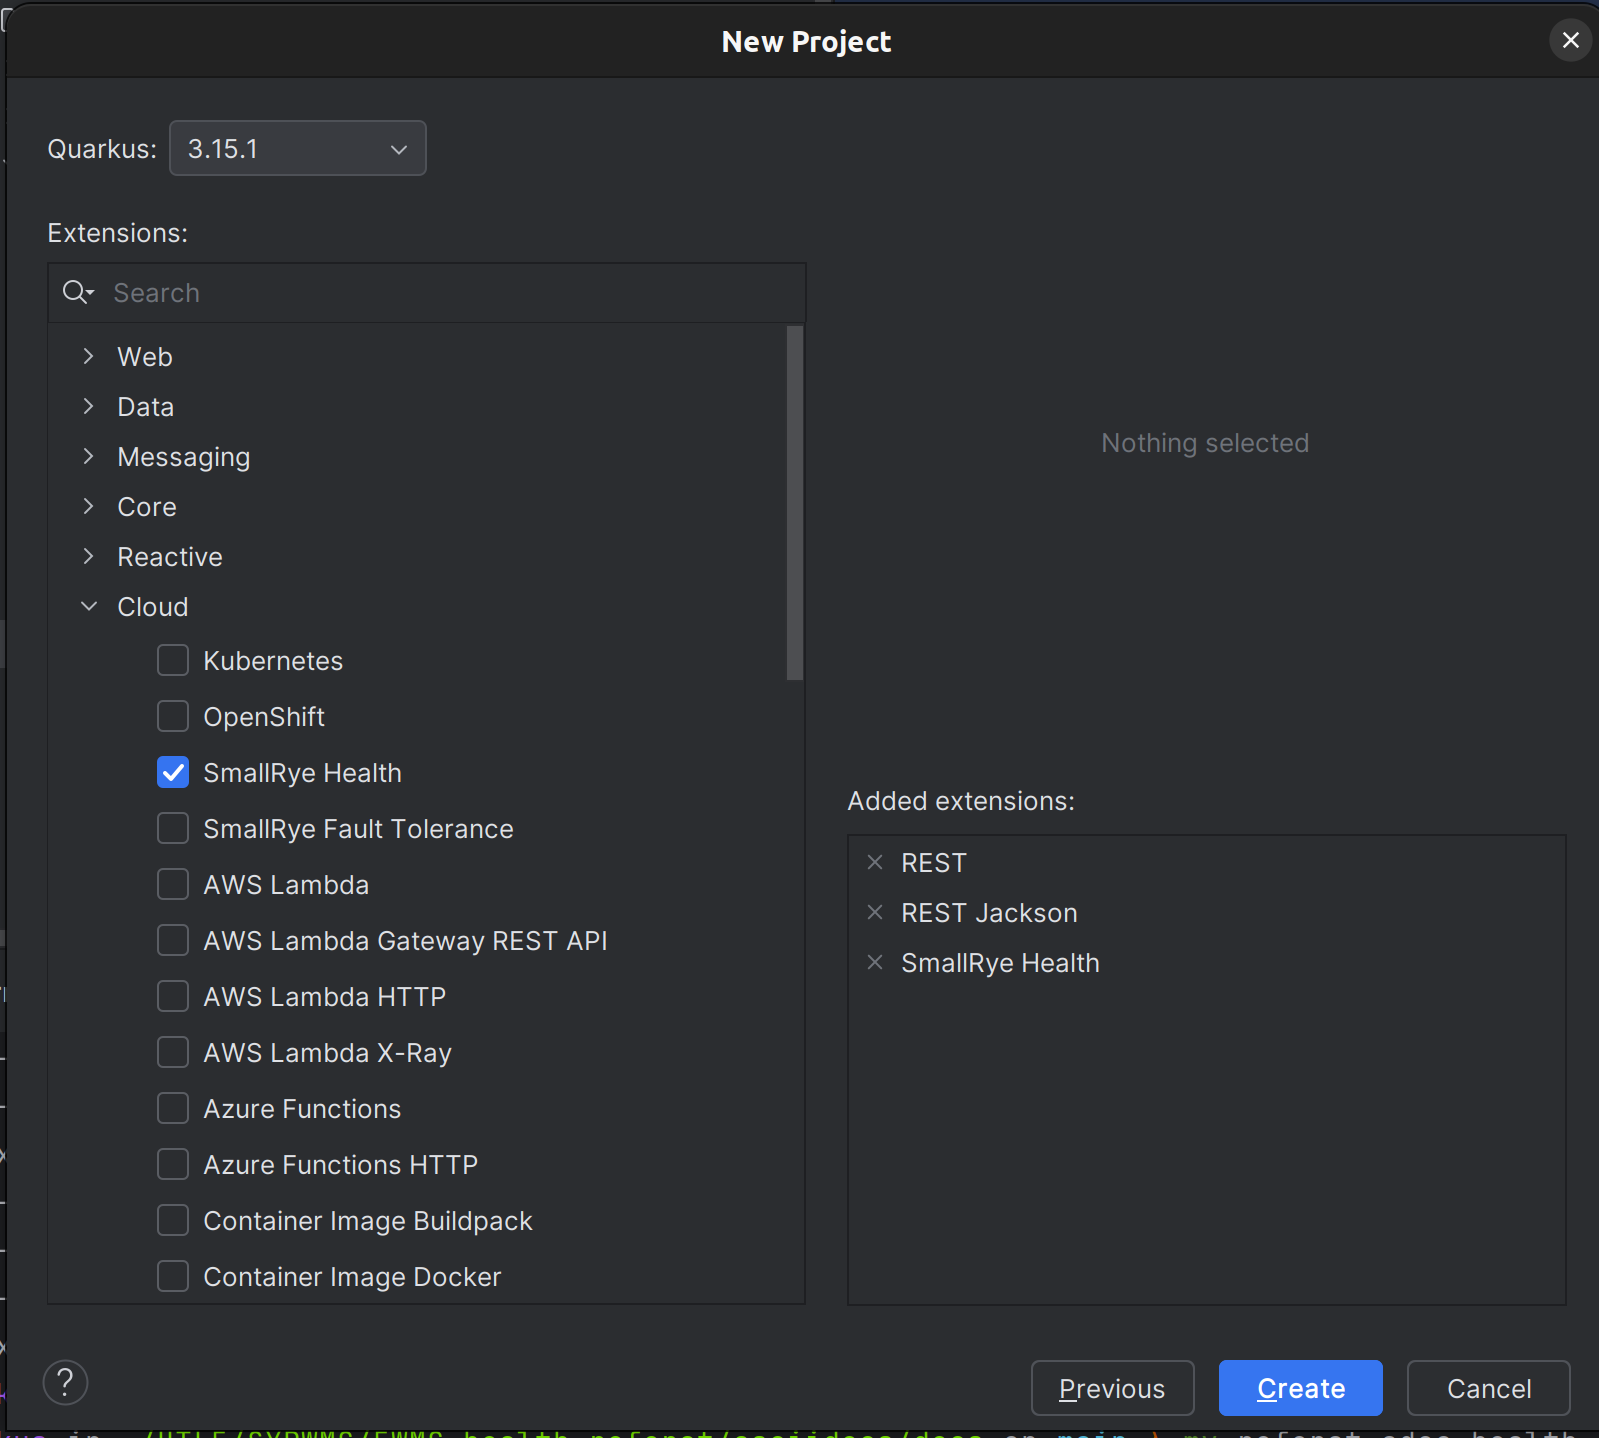 New Project
Quarkus: 3.15.1
Extensions:
Search
Web
Data
Messaging
Core
Reactive
Cloud
Kubernetes
OpenShift
SmallRye Health
SmallRye Fault Tolerance
AWS Lambda
AWS Lambda Gateway REST API
AWS Lambda HTTP
AWS Lambda X-Ray
Azure Functions
Azure Functions HTTP
Container Image Buildpack
Container Image Docker
Nothing selected
Added extensions:
REST
REST Jackson
SmallRye Health
?
Previous
Create
Cancel